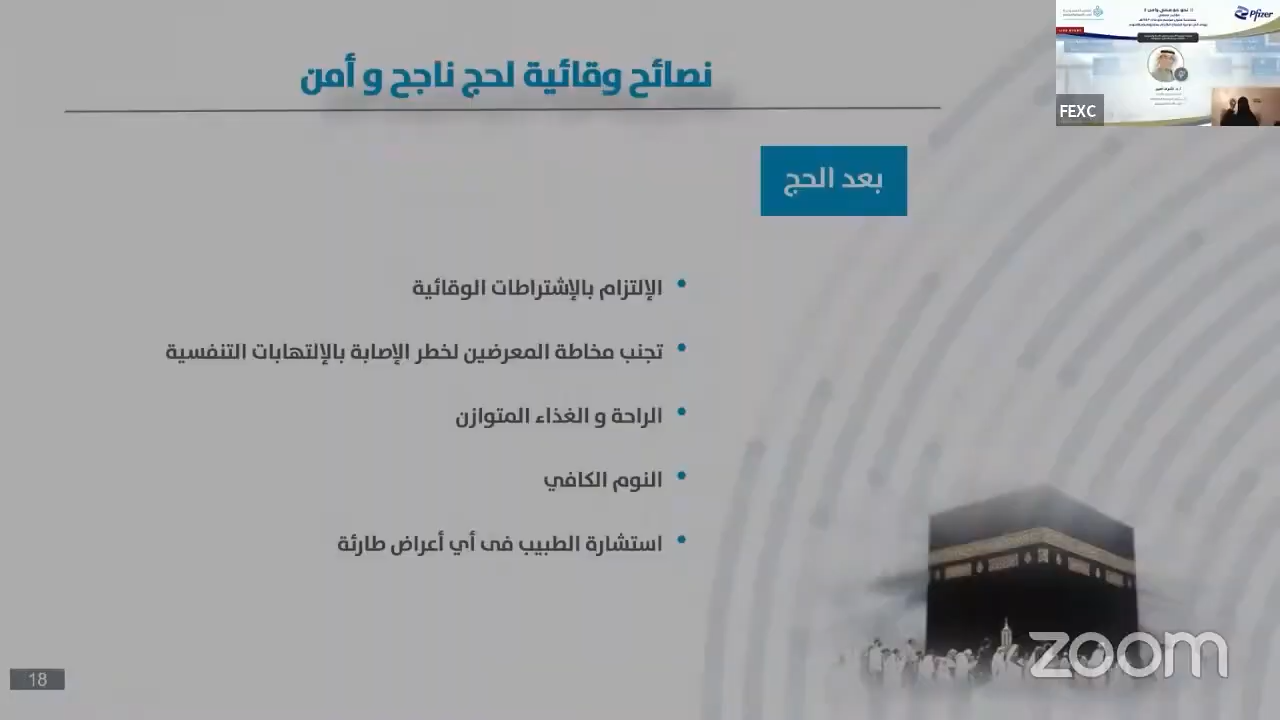 نصائح وقائية لحج ناجح و أمن
بعد الحج
• الإلتزام بالإشتراطات الوقائية
• تجنب مخاطة المعرضين لخطر الإصابة بالإلتهابات التنفسية
• الراحة و الغذاء المتوازن
• النوم الكافي
• استشارة الطبيب فى أي أعراض طارئة
18
zoom
Pfizer
FEXC